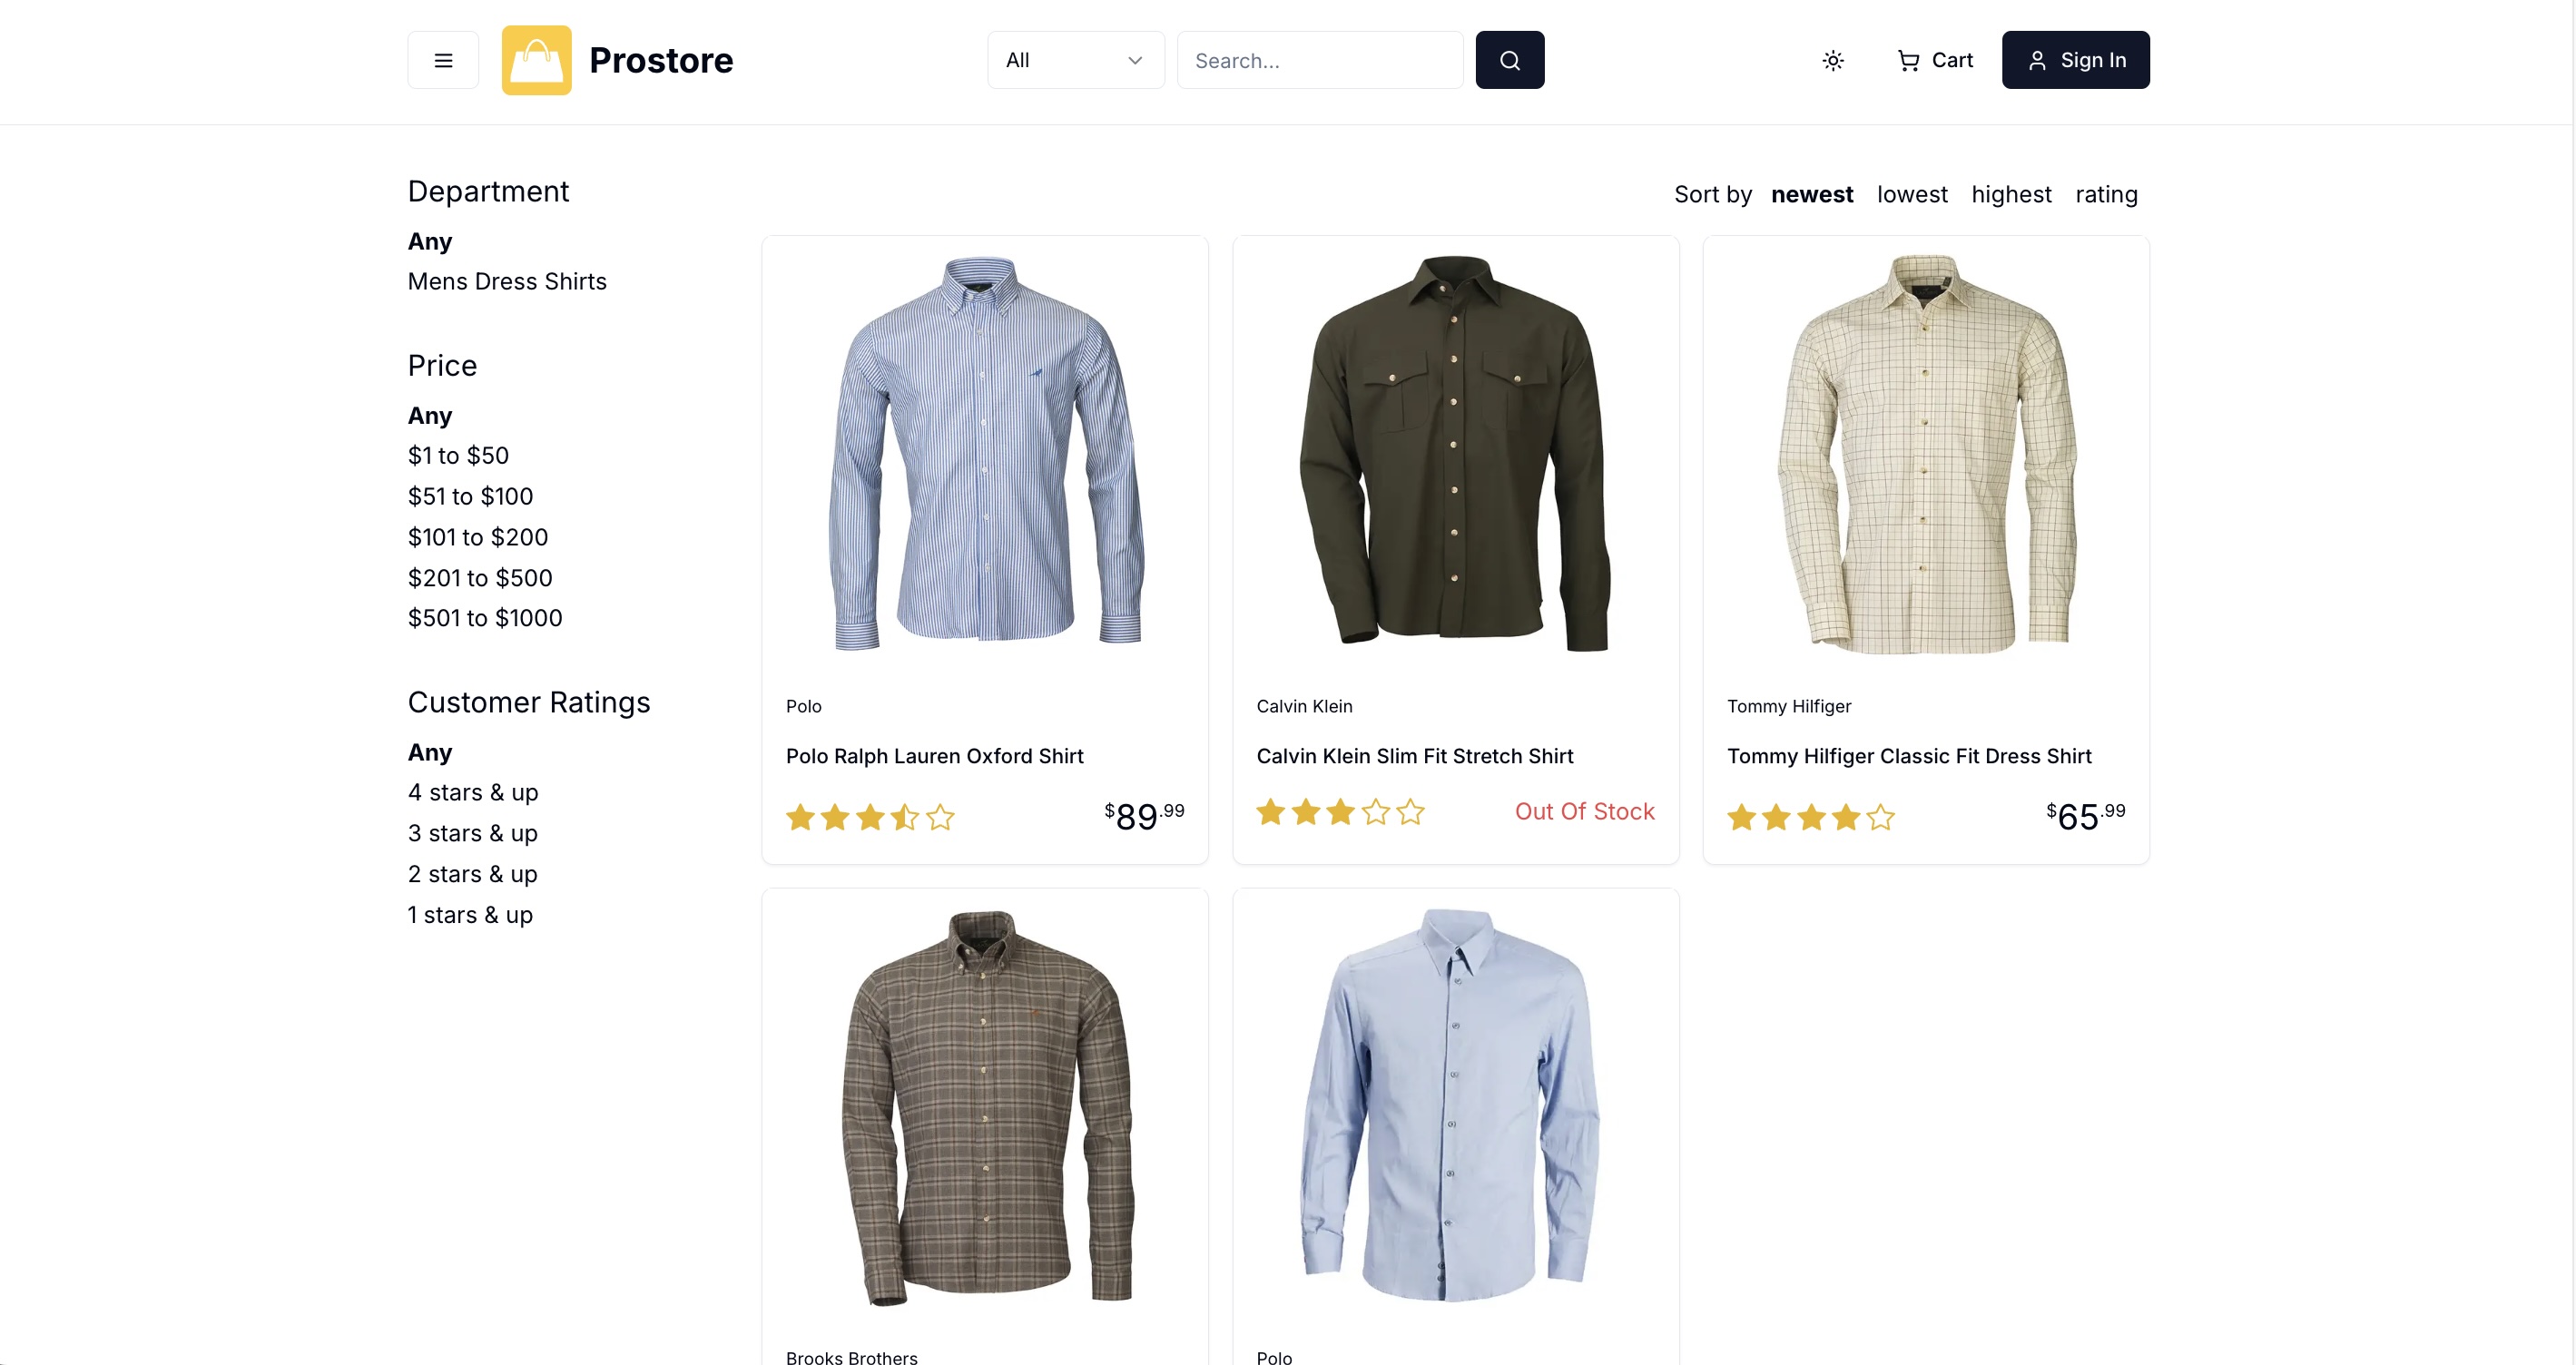 Prostore
All
Search...
Cart
Sign In
Department
Any
Mens Dress Shirts
Price
Any
$1 to $50
$51 to $100
$101 to $200
$201 to $500
$501 to $1000
Customer Ratings
Any
4 stars & up
3 stars & up
2 stars & up
1 stars & up
Sort by newest lowest highest rating
Polo
Polo Ralph Lauren Oxford Shirt
$89.99
Calvin Klein
Calvin Klein Slim Fit Stretch Shirt
Out Of Stock
Tommy Hilfiger
Tommy Hilfiger Classic Fit Dress Shirt
$65.99
Brooks Brothers
Polo